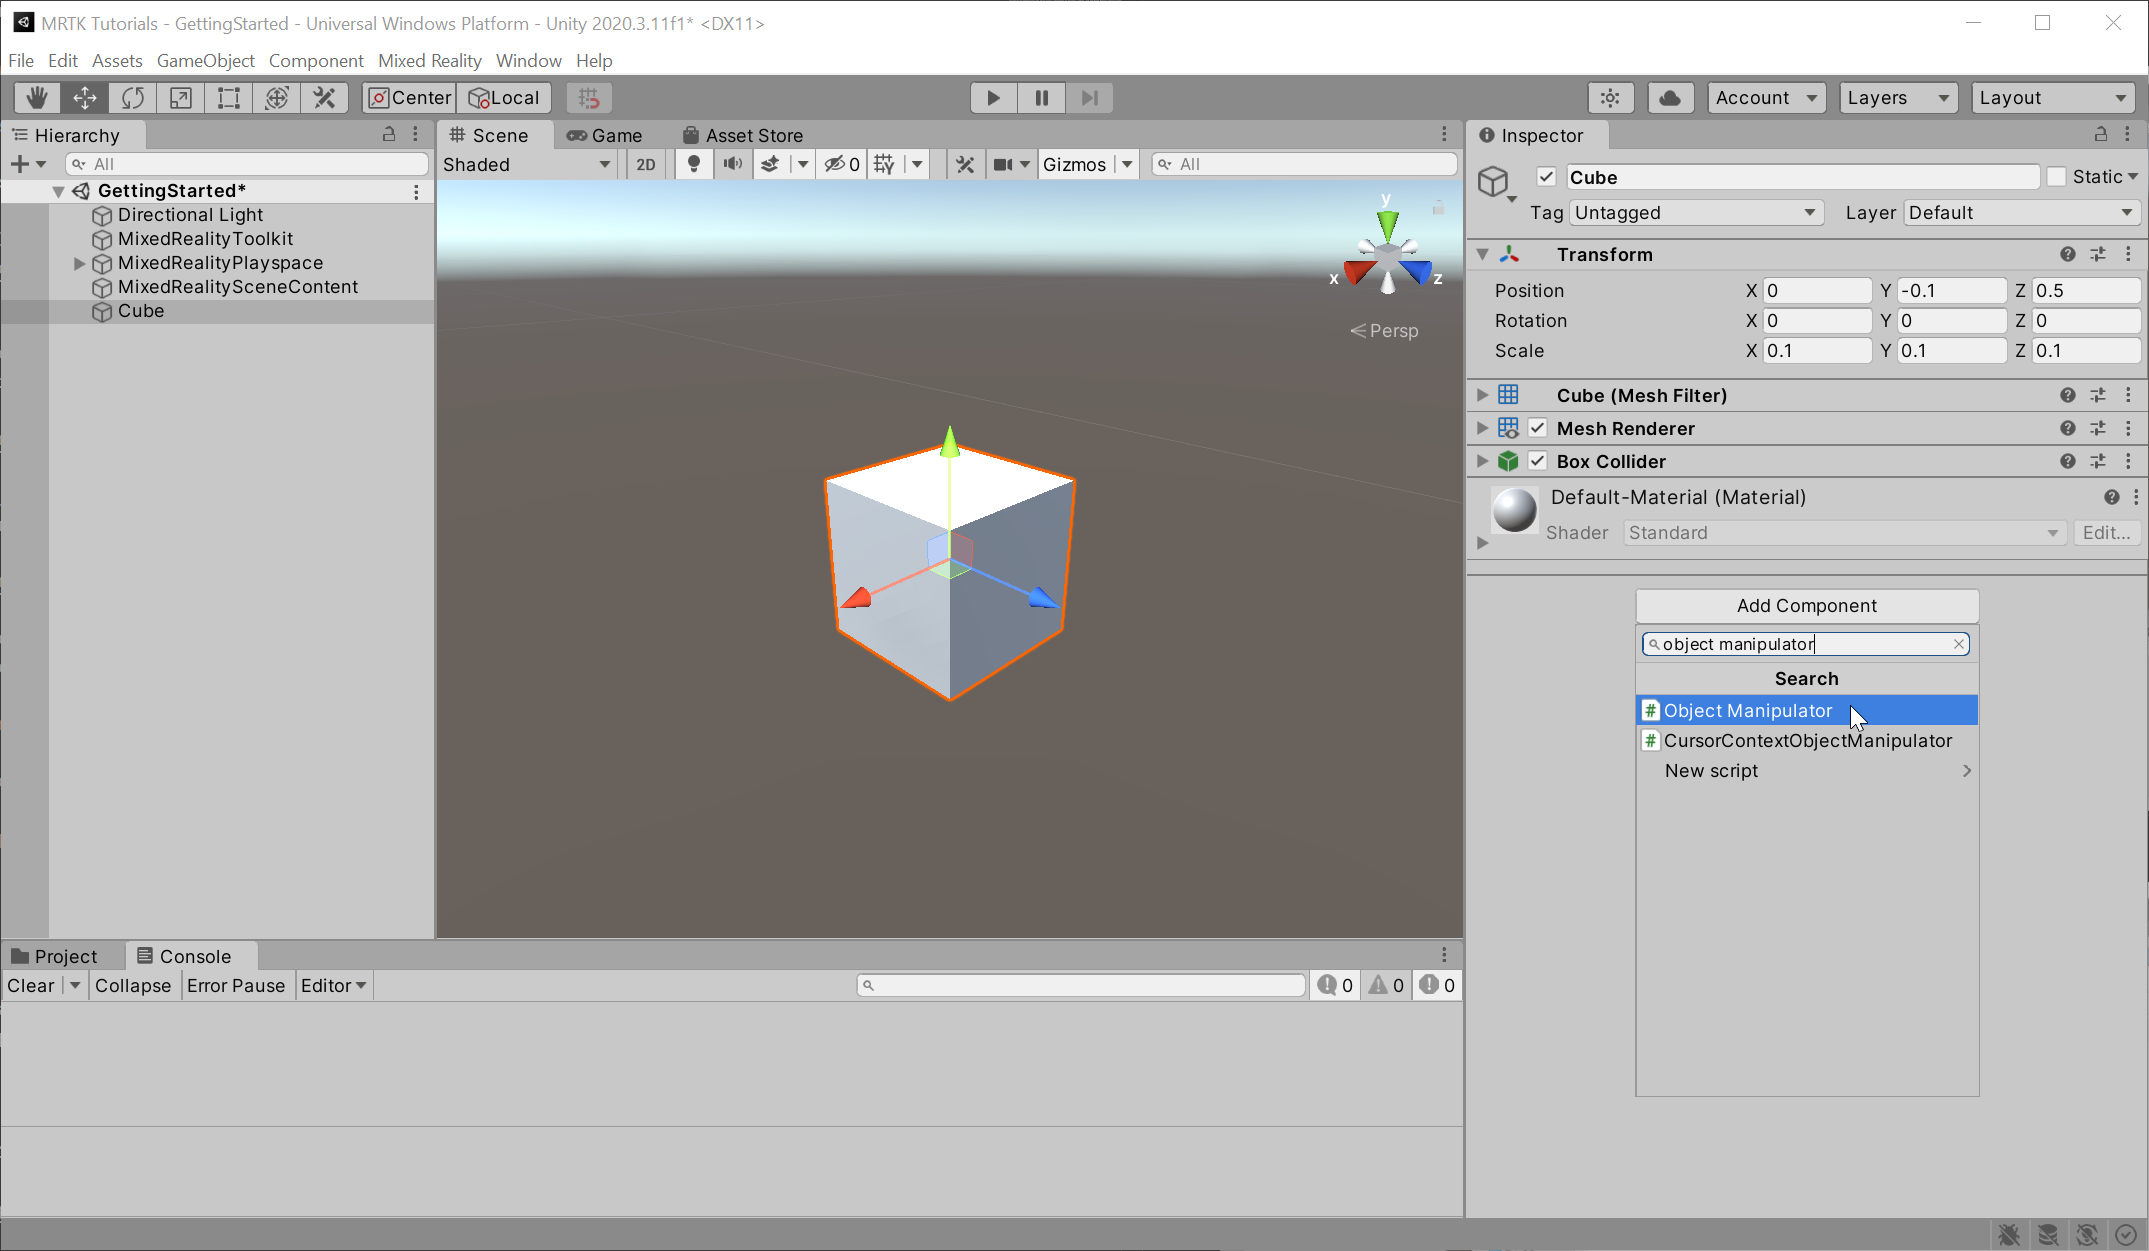 MRTK Tutorials - GettingStarted - Universal Windows Platform - Unity 2020.3.11f1* <DX11>
File Edit Assets GameObject Component Mixed Reality Window Help
Center Local Account Layers Layout
Hierarchy
All
GettingStarted*
Directional Light
MixedRealityToolkit
MixedRealityPlayspace
MixedRealitySceneContent
Cube
Scene Game Asset Store
Shaded 2D 0 Gizmos All
y
x z
Persp
Inspector
Cube Static
Tag Untagged Layer Default
Transform
Position X 0 Y -0.1 Z 0.5
Rotation X 0 Y 0 Z 0
Scale X 0.1 Y 0.1 Z 0.1
Cube (Mesh Filter)
Mesh Renderer
Box Collider
Default-Material (Material)
Shader Standard Edit...
Add Component
object manipulator
Search
# Object Manipulator
# CursorContextObjectManipulator
New script
Project Console
Clear Collapse Error Pause Editor 0 0 0